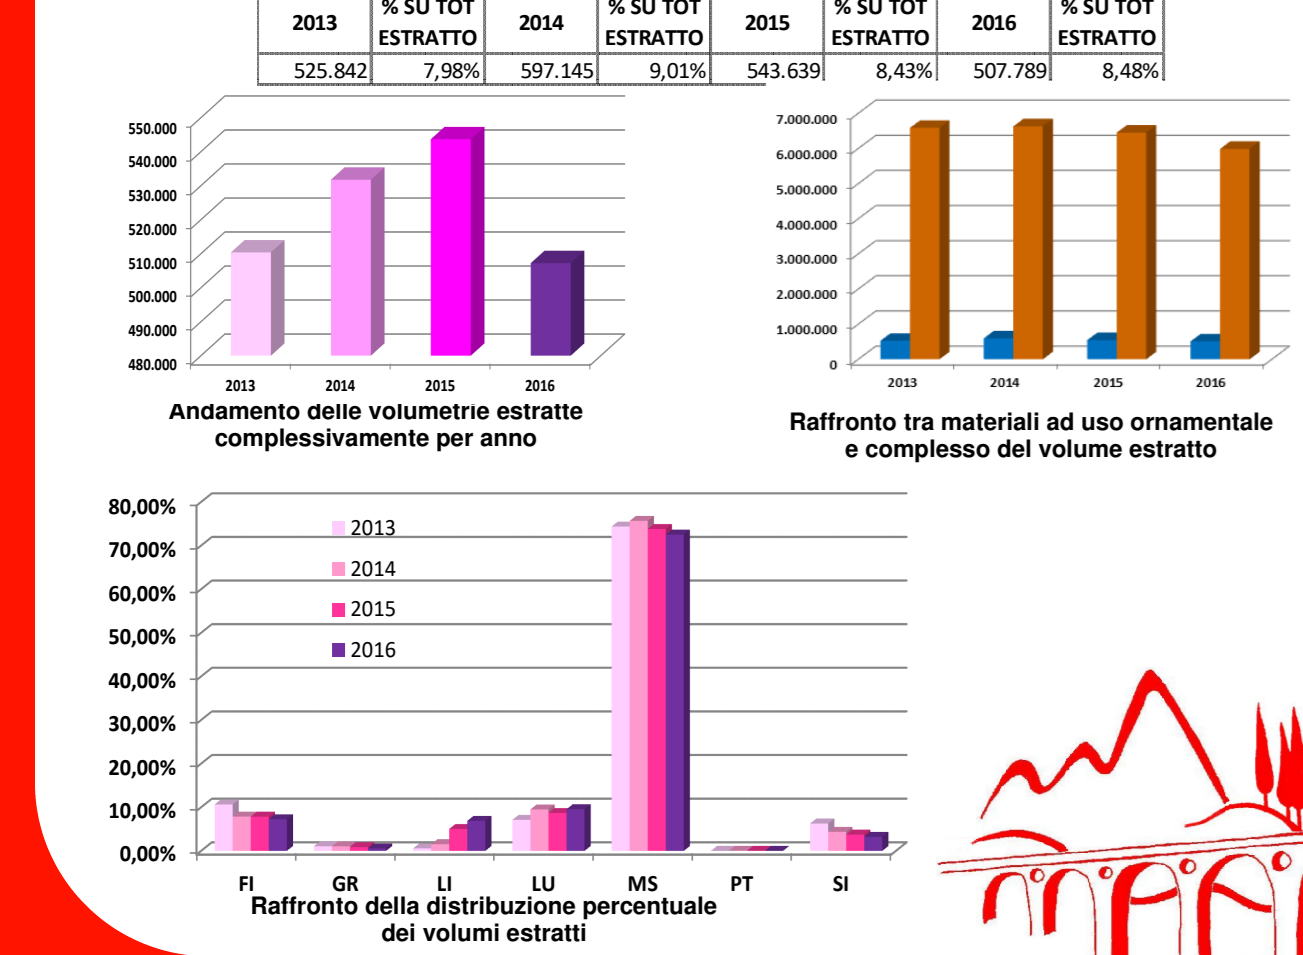 2013 % SU TOT ESTRATTO 2014 % SU TOT ESTRATTO 2015 % SU TOT ESTRATTO 2016 % SU TOT ESTRATTO
525.842 7,98% 597.145 9,01% 543.639 8,43% 507.789 8,48%
550.000
540.000
530.000
520.000
510.000
500.000
490.000
480.000
2013 2014 2015 2016
Andamento delle volumetrie estratte
complessivamente per anno
7.000.000
6.000.000
5.000.000
4.000.000
3.000.000
2.000.000
1.000.000
0
2013 2014 2015 2016
Raffronto tra materiali ad uso ornamentale
e complesso del volume estratto
80,00%
70,00%
60,00%
50,00%
40,00%
30,00%
20,00%
10,00%
0,00%
2013
2014
2015
2016
FI GR LI LU MS PT SI
Raffronto della distribuzione percentuale
dei volumi estratti